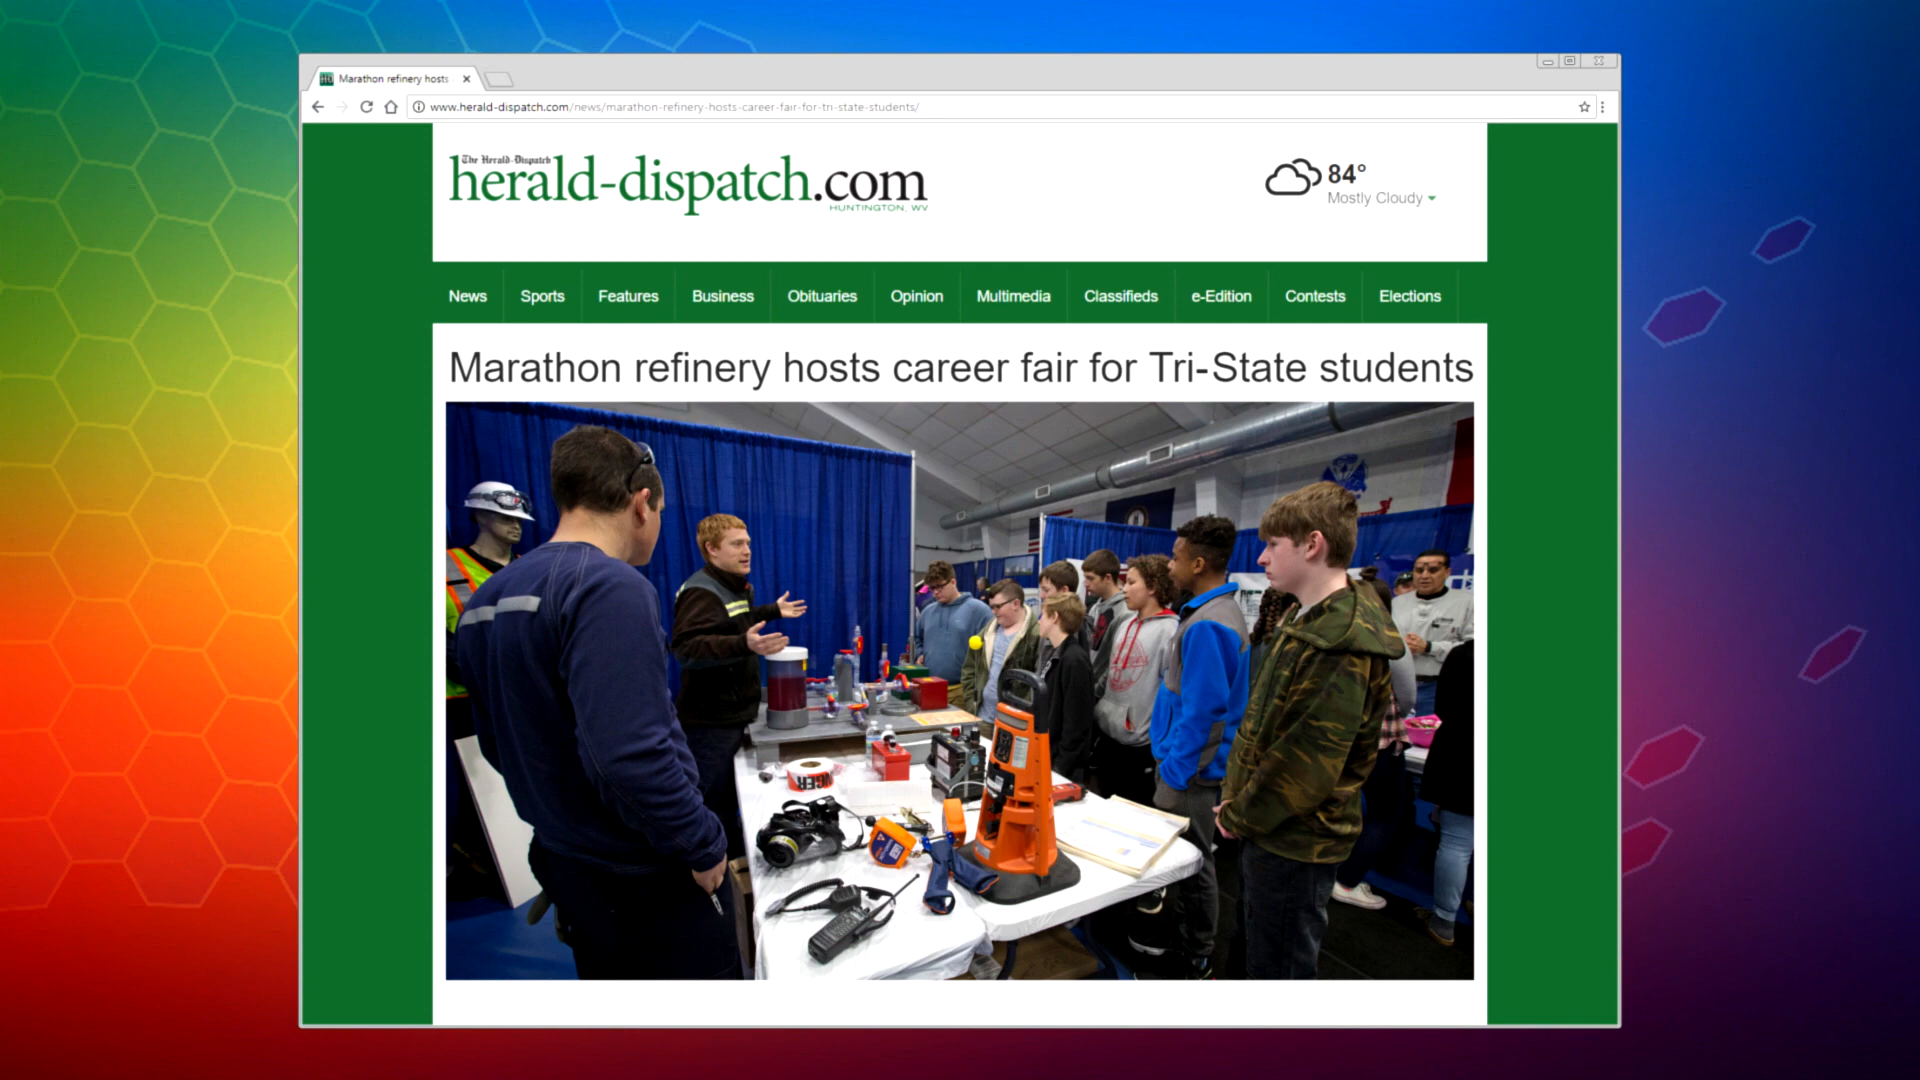 Marathon refinery hosts
www.herald-dispatch.com/news/marathon-refinery-hosts-career-fair-for-tri-state-students/
The Herald-Dispatch
herald-dispatch.com
HUNTINGTON, WV
84°
Mostly Cloudy
News Sports Features Business Obituaries Opinion Multimedia Classifieds e-Edition Contests Elections
Marathon refinery hosts career fair for Tri-State students